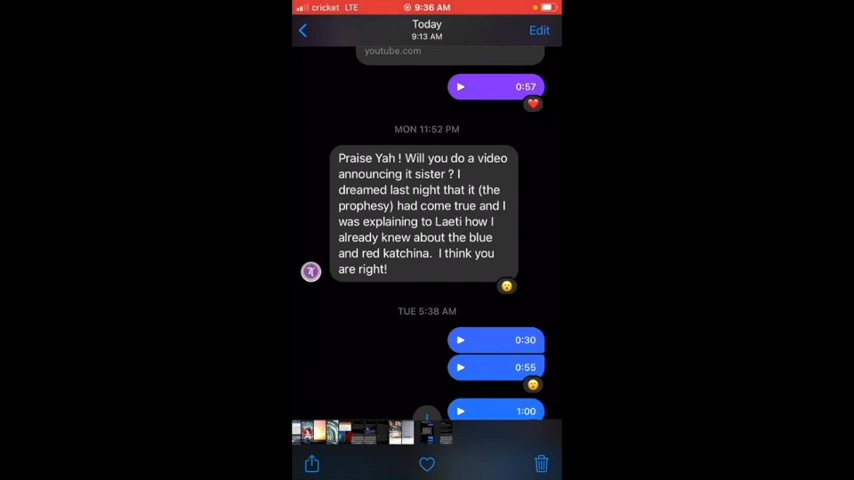 cricket LTE
9:36 AM
Today
9:13 AM
Edit
youtube.com
0:57
MON 11:52 PM
Praise Yah ! Will you do a video
announcing it sister ? I
dreamed last night that it (the
prophesy) had come true and I
was explaining to Laeti how I
already knew about the blue
and red katchina.  I think you
are right!
TUE 5:38 AM
0:30
0:55
1:00